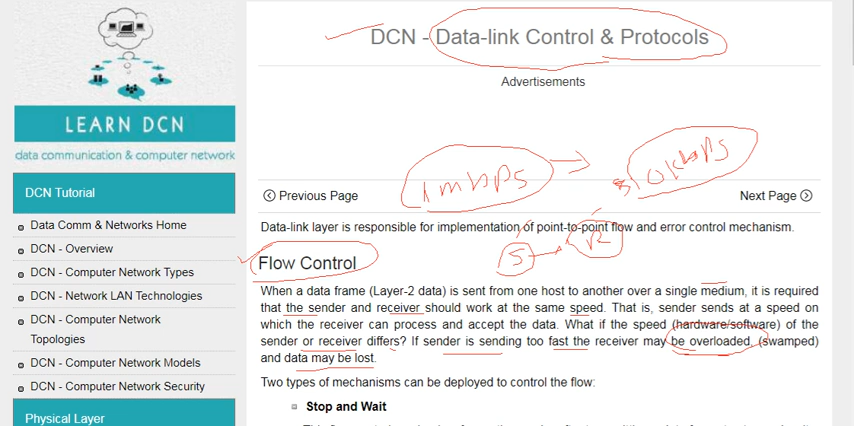 DCN - Data-link Control & Protocols
Advertisements
LEARN DCN
data communication & computer network
DCN Tutorial
Data Comm & Networks Home
DCN - Overview
DCN - Computer Network Types
DCN - Network LAN Technologies
DCN - Computer Network
Topologies
DCN - Computer Network Models
DCN - Computer Network Security
Physical Layer
1 mbps
510kbps
Previous Page
Next Page
Data-link layer is responsible for implementation of point-to-point flow and error control mechanism.
S
R
Flow Control
When a data frame (Layer-2 data) is sent from one host to another over a single medium, it is required
that the sender and receiver should work at the same speed. That is, sender sends at a speed on
which the receiver can process and accept the data. What if the speed (hardware/software) of the
sender or receiver differs? If sender is sending too fast the receiver may be overloaded, (swamped)
and data may be lost.
Two types of mechanisms can be deployed to control the flow:
Stop and Wait